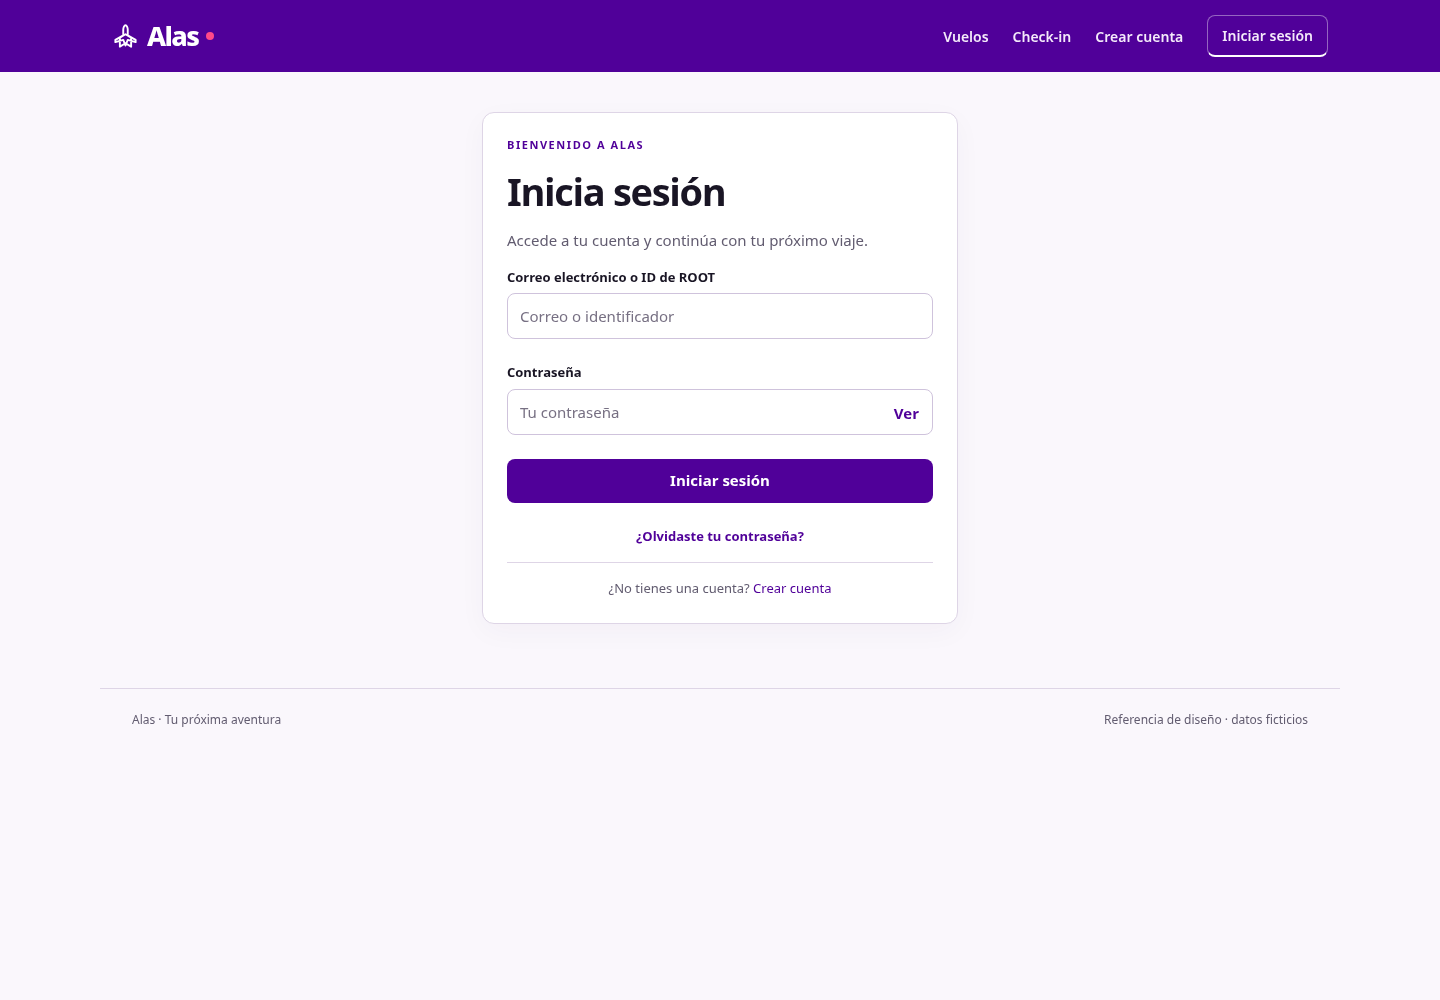 Alas
Vuelos
Check-in
Crear cuenta
Iniciar sesión
BIENVENIDO A ALAS
Inicia sesión
Accede a tu cuenta y continúa con tu próximo viaje.
Correo electrónico o ID de ROOT
Correo o identificador
Contraseña
Tu contraseña
Ver
Iniciar sesión
¿Olvidaste tu contraseña?
¿No tienes una cuenta? Crear cuenta
Alas · Tu próxima aventura
Referencia de diseño · datos ficticios